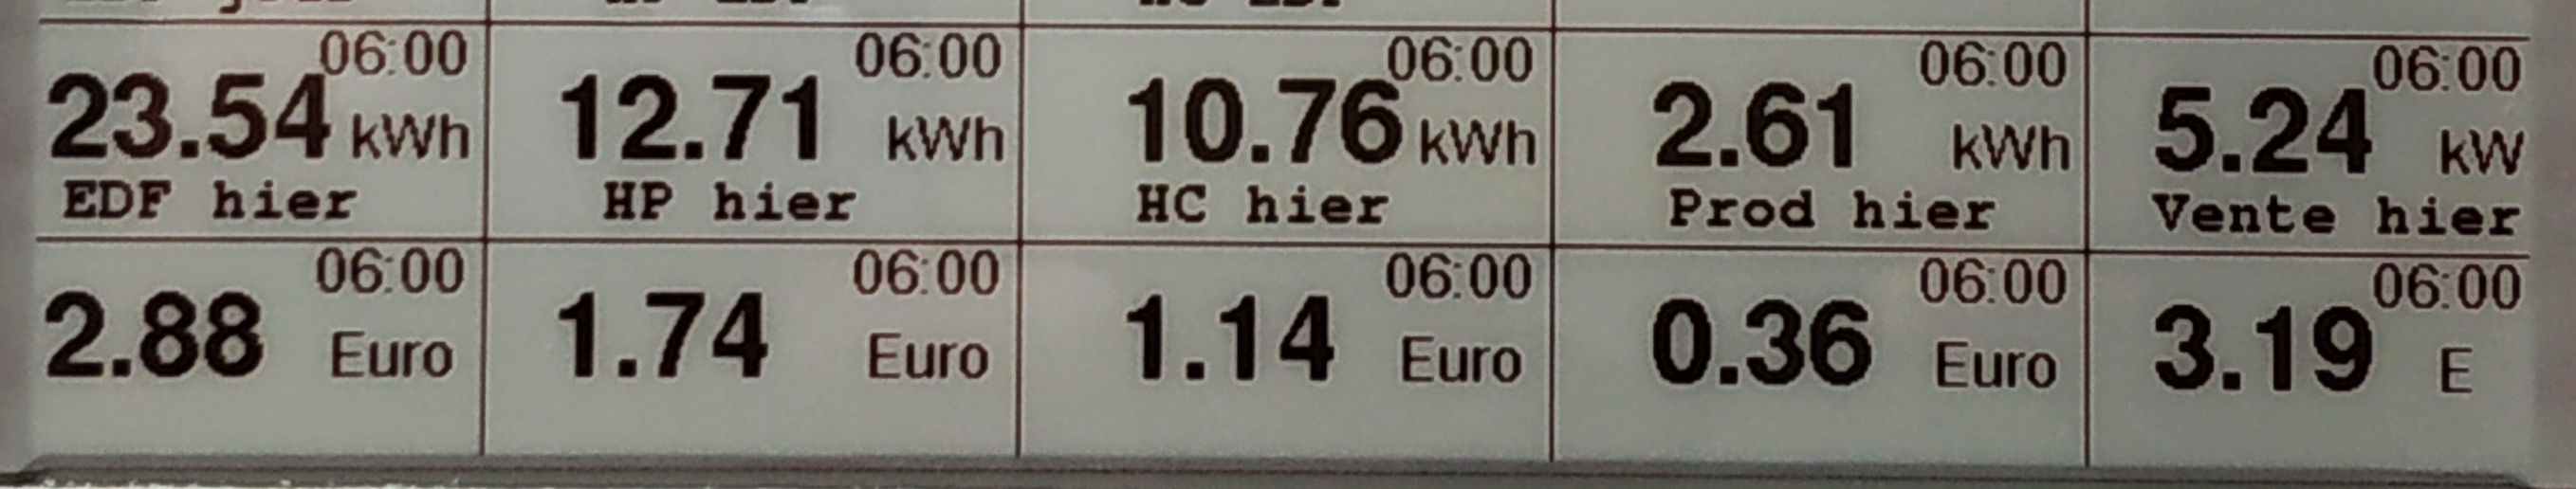 06:00 06:00 06:00 06:00 06:00
23.54 kWh 12.71 kWh 10.76 kWh 2.61 kWh 5.24 kW
EDF hier HP hier HC hier Prod hier Vente hier
06:00 06:00 06:00 06:00 06:00
2.88 Euro 1.74 Euro 1.14 Euro 0.36 Euro 3.19 E